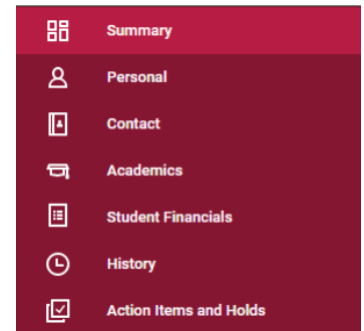 Summary
Personal
Contact
Academics
Student Financials
History
Action Items and Holds